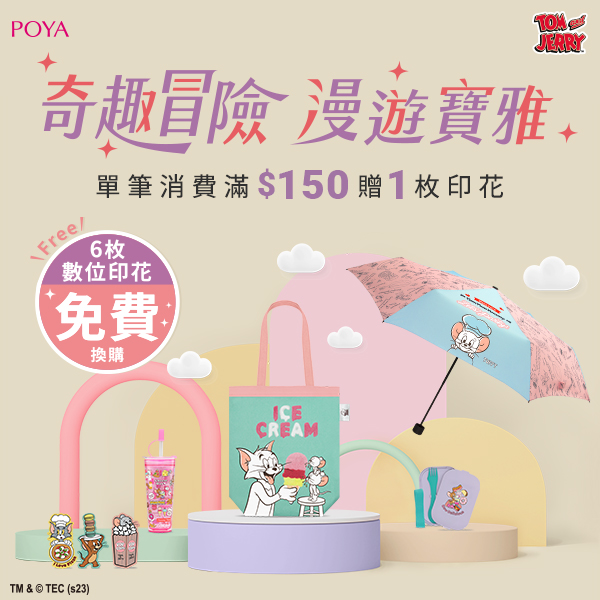 POYA
TOM and JERRY
奇趣冒險 漫遊寶雅
單筆消費滿$150贈1枚印花
Free
6枚
數位印花
免費
換購
ICE
CREAM
TM & © TEC (s23)